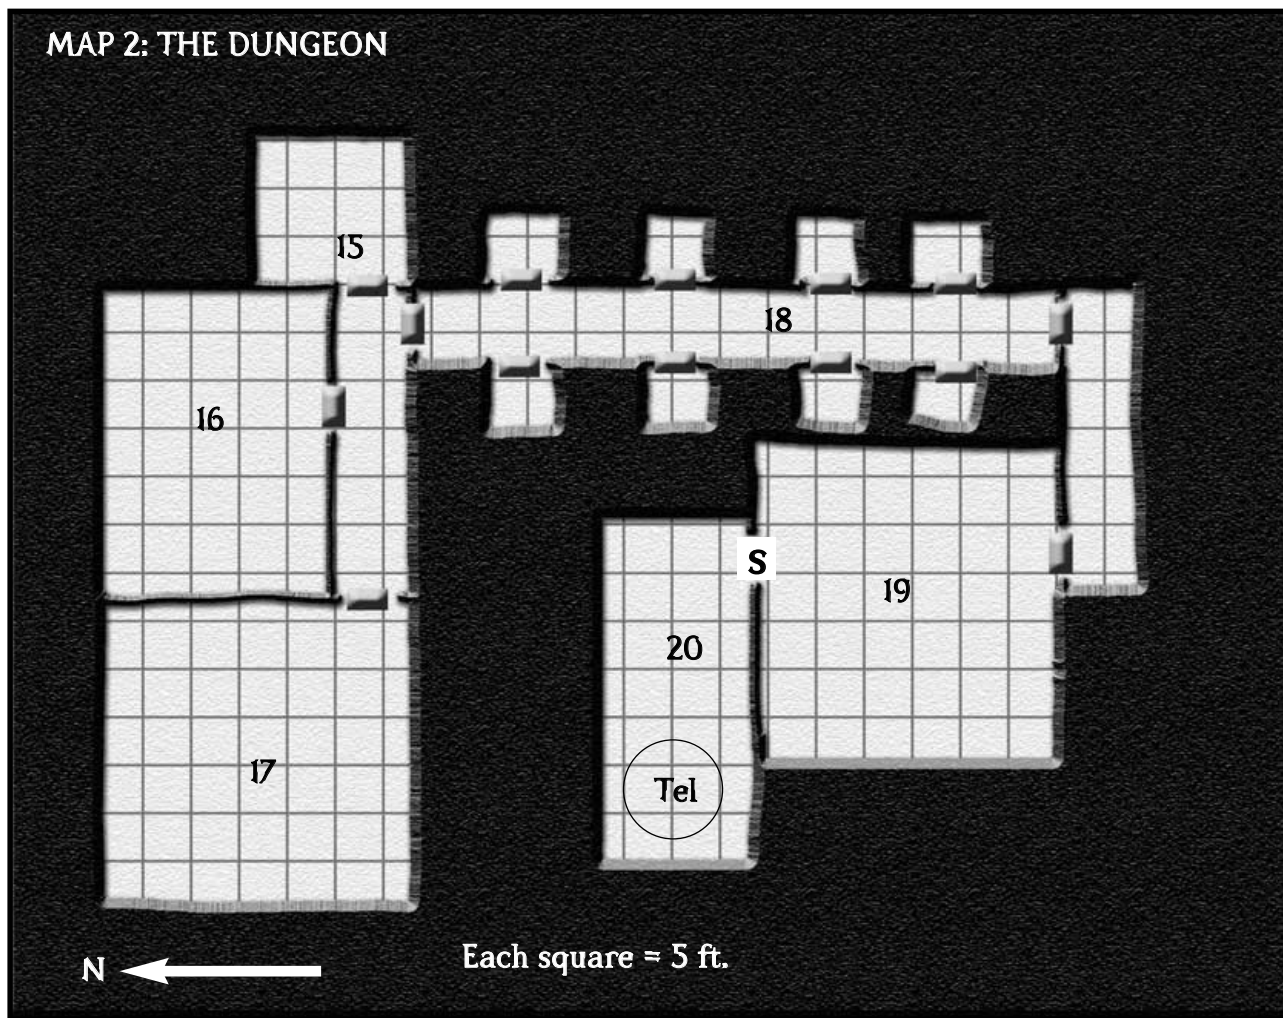 MAP 2: THE DUNGEON
15
18
16
S
19
20
17
Tel
Each square = 5 ft.
N